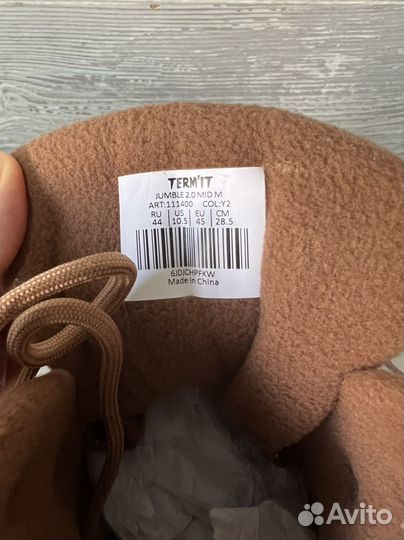 TERM'IT
JUMBLE 2.0 MID M
ART:111400 COL:Y2
RU US EU CM
44 10.5 45 28.5
6JDJCHPFKW
Made in China
Avito